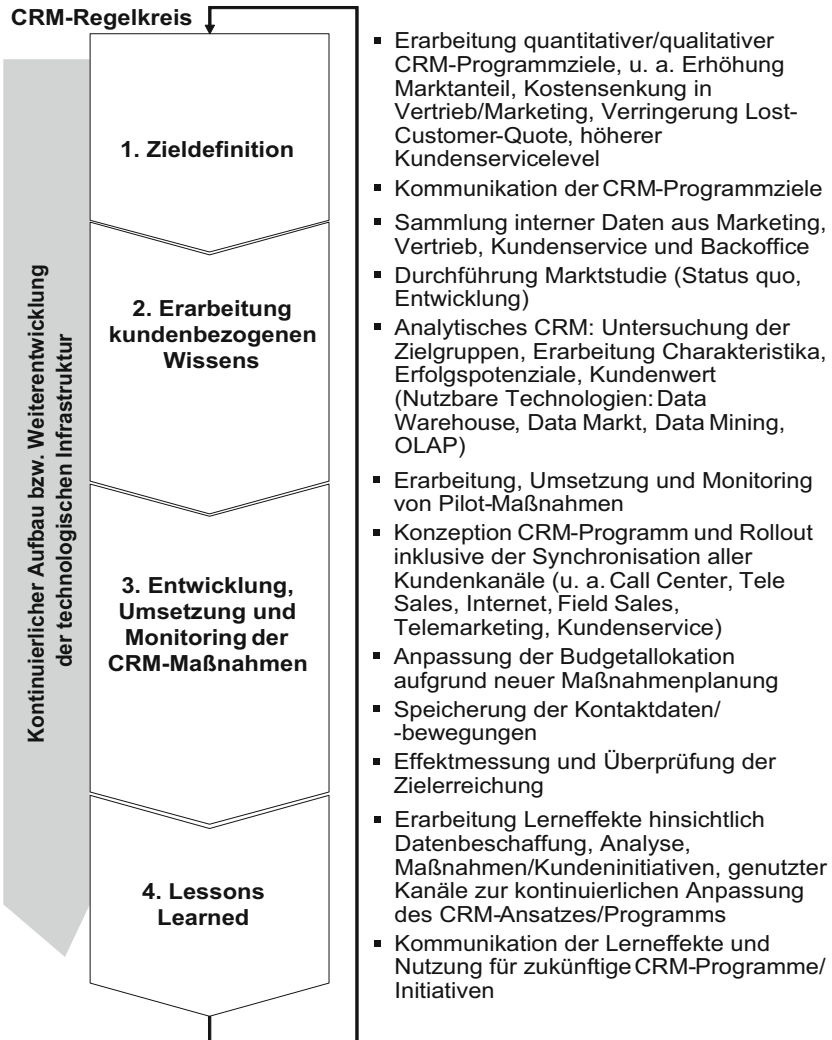 CRM-Regelkreis
Kontinuierlicher Aufbau bzw. Weiterentwicklung
der technologischen Infrastruktur
1. Zieldefinition
▪ Erarbeitung quantitativer/qualitativer
CRM-Programmziele, u. a. Erhöhung
Marktanteil, Kostensenkung in
Vertrieb/Marketing, Verringerung Lost-
Customer-Quote, höherer
Kundenservicelevel
▪ Kommunikation der CRM-Programmziele
2. Erarbeitung
kundenbezogenen
Wissens
▪ Sammlung interner Daten aus Marketing,
Vertrieb, Kundenservice und Backoffice
▪ Durchführung Marktstudie (Status quo,
Entwicklung)
▪ Analytisches CRM: Untersuchung der
Zielgruppen, Erarbeitung Charakteristika,
Erfolgspotenziale, Kundenwert
(Nutzbare Technologien: Data
Warehouse, Data Markt, Data Mining,
OLAP)
3. Entwicklung,
Umsetzung und
Monitoring der
CRM-Maßnahmen
▪ Erarbeitung, Umsetzung und Monitoring
von Pilot-Maßnahmen
▪ Konzeption CRM-Programm und Rollout
inklusive der Synchronisation aller
Kundenkanäle (u. a. Call Center, Tele
Sales, Internet, Field Sales,
Telemarketing, Kundenservice)
▪ Anpassung der Budgetallokation
aufgrund neuer Maßnahmenplanung
▪ Speicherung der Kontaktdaten/
-bewegungen
▪ Effektmessung und Überprüfung der
Zielerreichung
4. Lessons
Learned
▪ Erarbeitung Lerneffekte hinsichtlich
Datenbeschaffung, Analyse,
Maßnahmen/Kundeninitiativen, genutzter
Kanäle zur kontinuierlichen Anpassung
des CRM-Ansatzes/Programms
▪ Kommunikation der Lerneffekte und
Nutzung für zukünftige CRM-Programme/
Initiativen